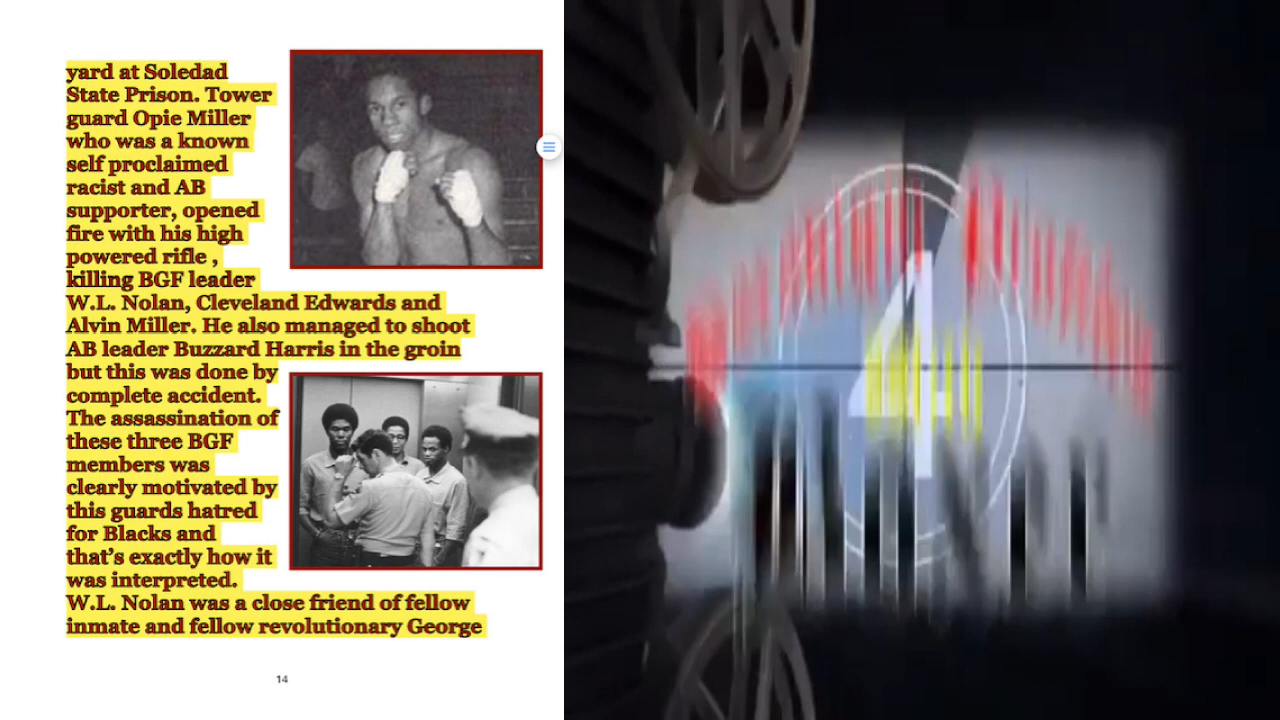 yard at Soledad
State Prison. Tower
guard Opie Miller
who was a known
self proclaimed
racist and AB
supporter, opened
fire with his high
powered rifle ,
killing BGF leader
W.L. Nolan, Cleveland Edwards and
Alvin Miller. He also managed to shoot
AB leader Buzzard Harris in the groin
but this was done by
complete accident.
The assassination of
these three BGF
members was
clearly motivated by
this guards hatred
for Blacks and
that’s exactly how it
was interpreted.
W.L. Nolan was a close friend of fellow
inmate and fellow revolutionary George
14
4